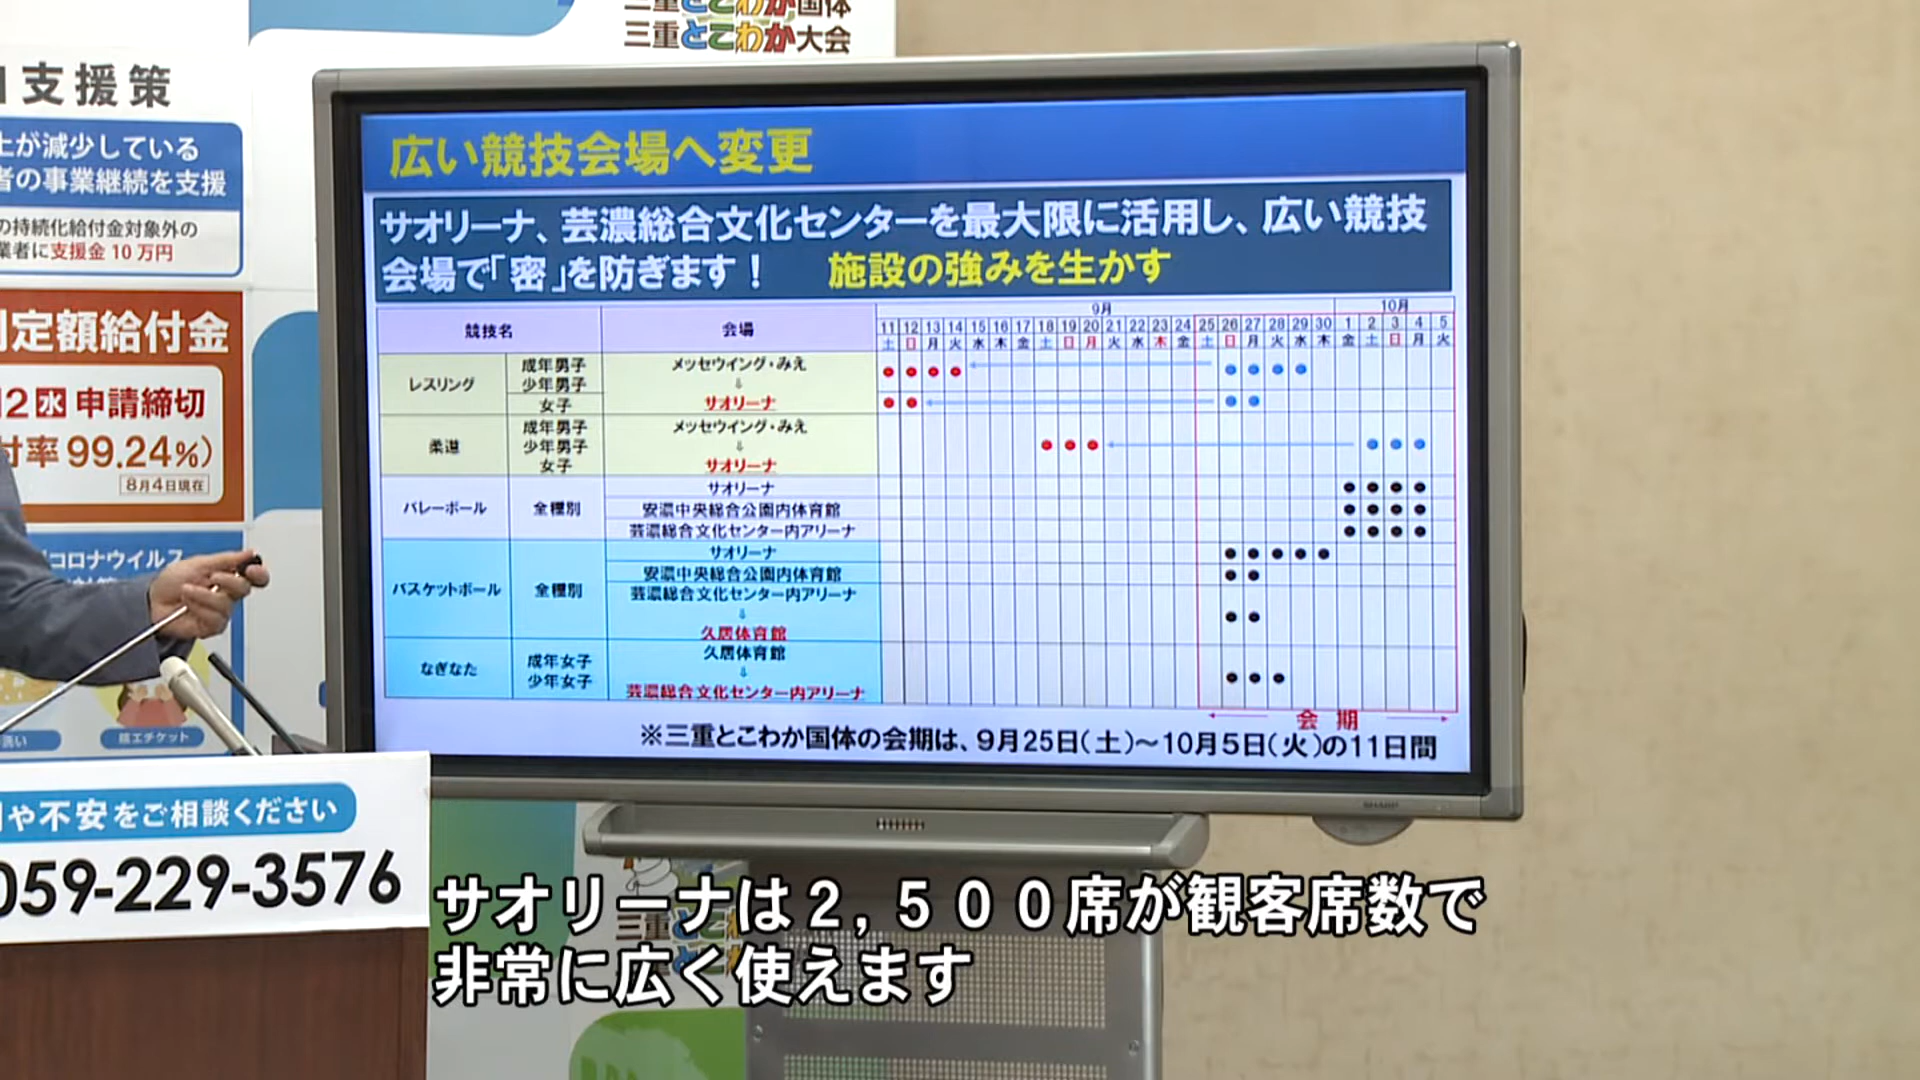 三重とこわか国体
三重とこわか大会
支援策
が減少している
者の事業継続を支援
の持続化給付金対象外の
業者に支援金10万円
定額給付金
2水 申請締切
付率99.24%)
8月4日現在
コロナウイルス
咳エチケット
や不安をご相談ください
059-229-3576
広い競技会場へ変更
サオリーナ、芸濃総合文化センターを最大限に活用し、広い競技
会場で「密」を防ぎます! 施設の強みを生かす
競技名 会場 9月 10月
11 12 13 14 15 16 17 18 19 20 21 22 23 24 25 26 27 28 29 30 1 2 3 4 5
土 日 月 火 水 木 金 土 日 月 火 水 木 金 土 日 月 火 水 木 金 土 日 月 火
レスリング 成年男子 少年男子 女子 メッセウイング・みえ ⇩ サオリーナ
柔道 成年男子 少年男子 女子 メッセウイング・みえ ⇩ サオリーナ
バレーボール 全種別 サオリーナ
安濃中央総合公園内体育館
芸濃総合文化センター内アリーナ
バスケットボール 全種別 サオリーナ
安濃中央総合公園内体育館
芸濃総合文化センター内アリーナ
⇩
久居体育館
なぎなた 成年女子 少年女子 久居体育館
⇩
芸濃総合文化センター内アリーナ
会期
※三重とこわか国体の会期は、9月25日(土)~10月5日(火)の11日間
SHARP
サオリーナは2,500席が観客席数で
非常に広く使えます